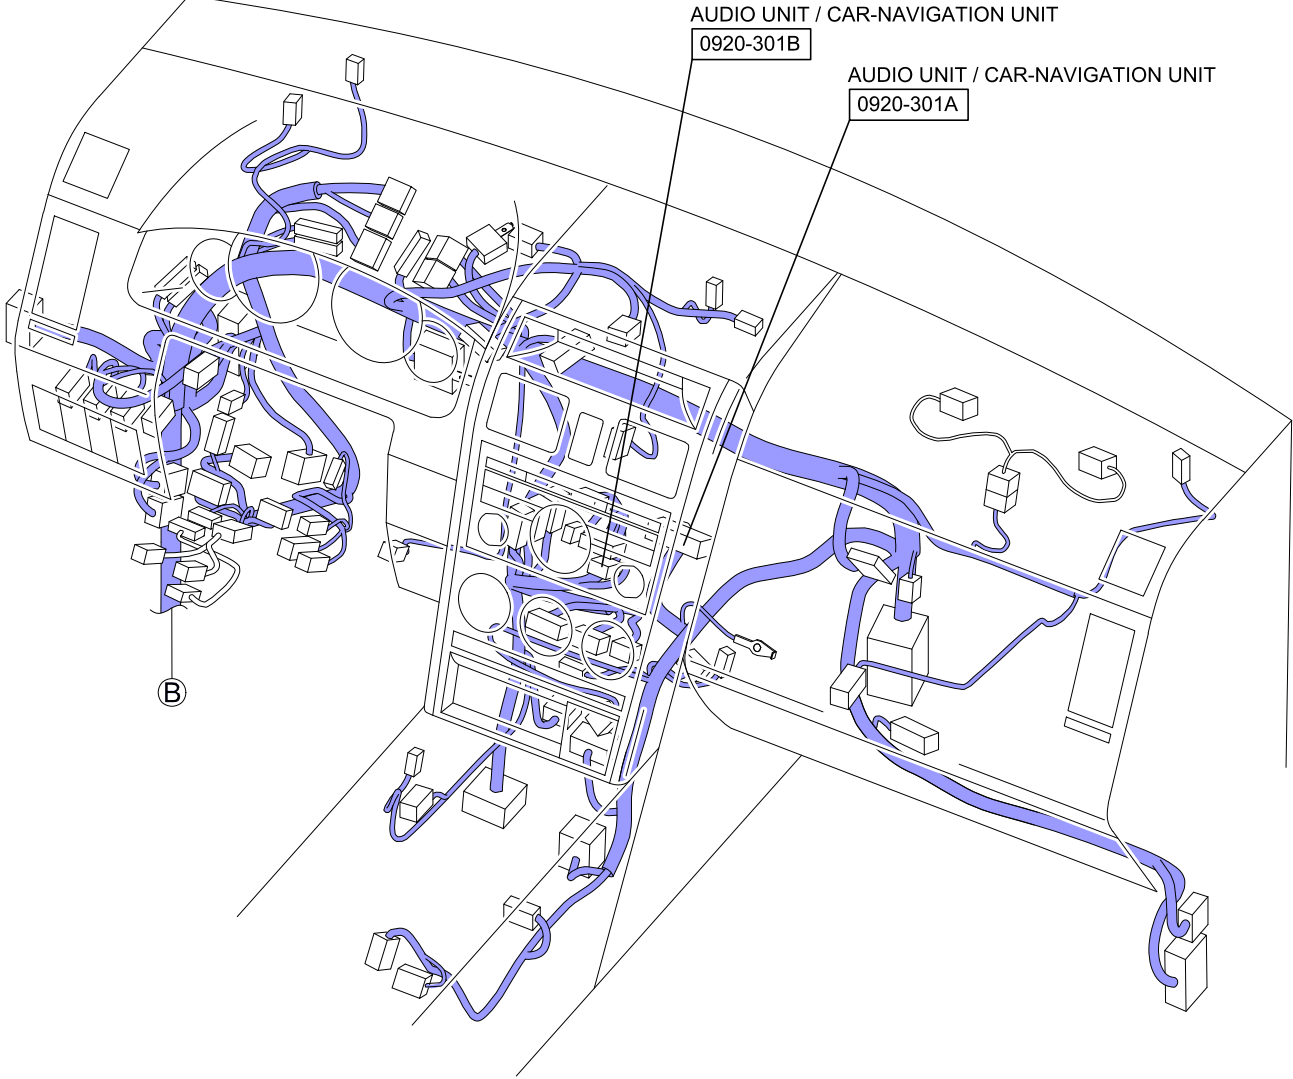 AUDIO UNIT / CAR-NAVIGATION UNIT
0920-301B
AUDIO UNIT / CAR-NAVIGATION UNIT
0920-301A
B